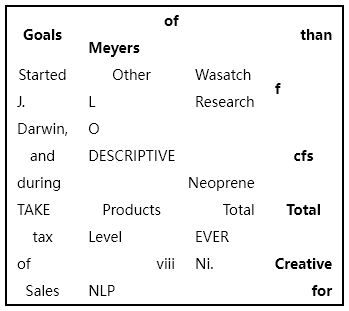 Goals of than
Meyers
Started Other Wasatch f
J. L Research
Darwin, O
and DESCRIPTIVE cfs
during Neoprene
TAKE Products Total Total
tax Level EVER
of viii Ni. Creative
Sales NLP for